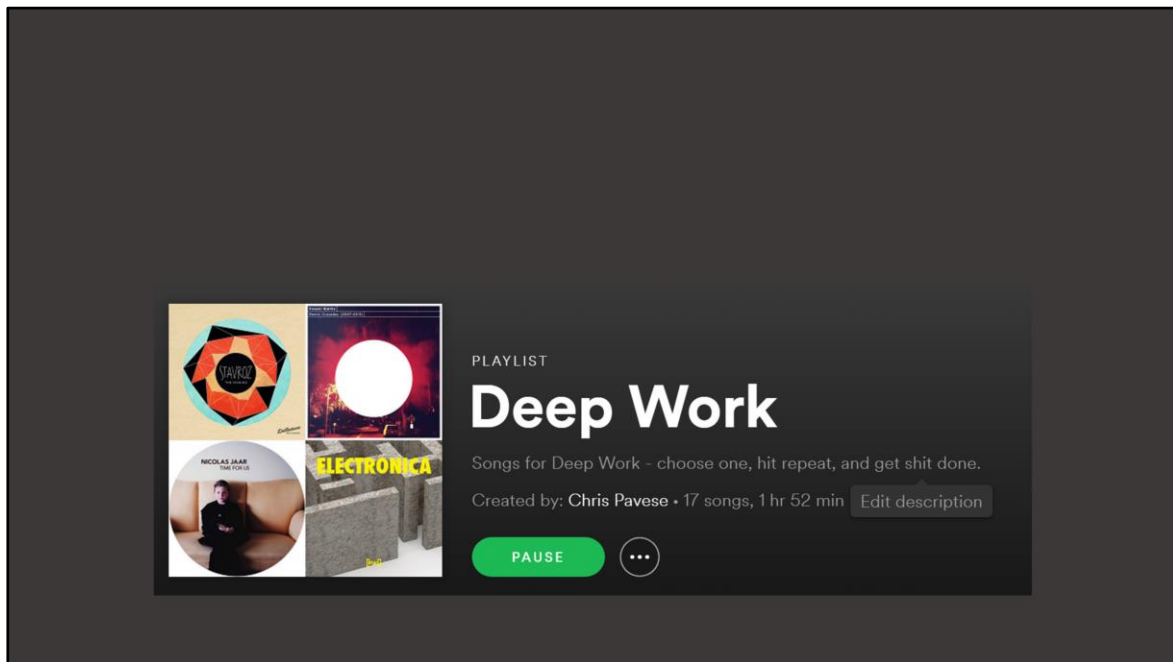 STAVROZ
NICOLAS JAAR
TIME FOR US
ELECTRONICA
PLAYLIST
Deep Work
Songs for Deep Work - choose one, hit repeat, and get shit done.
Created by: Chris Pavese • 17 songs, 1 hr 52 min
Edit description
PAUSE